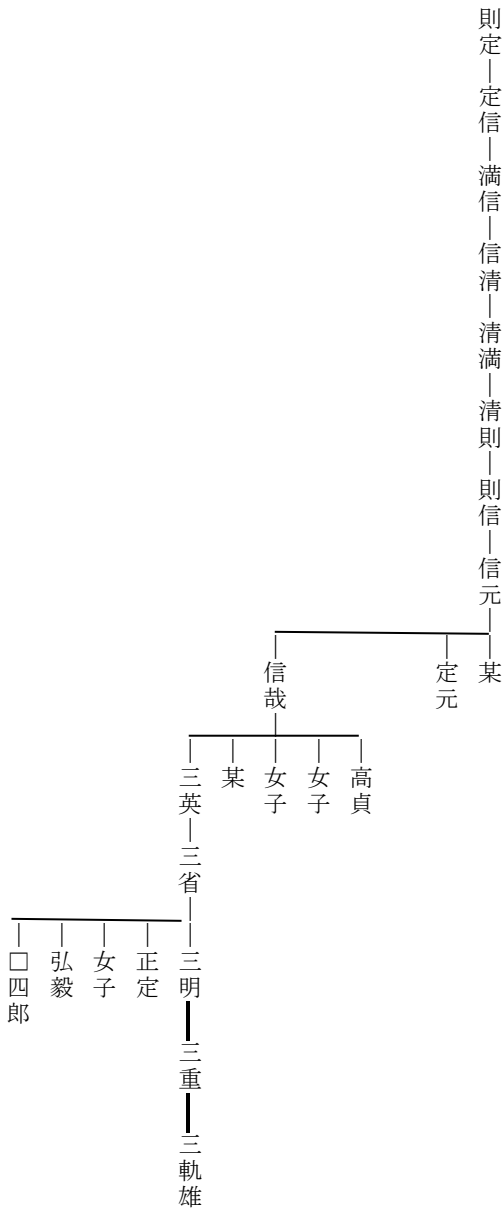 則定―定信―満信―信清―清満―清則―則信―信元
某
定元
信哉
高貞
女子
女子
某
三英―三省
三明
正定
女子
弘毅
□四郎
三重
三軌雄